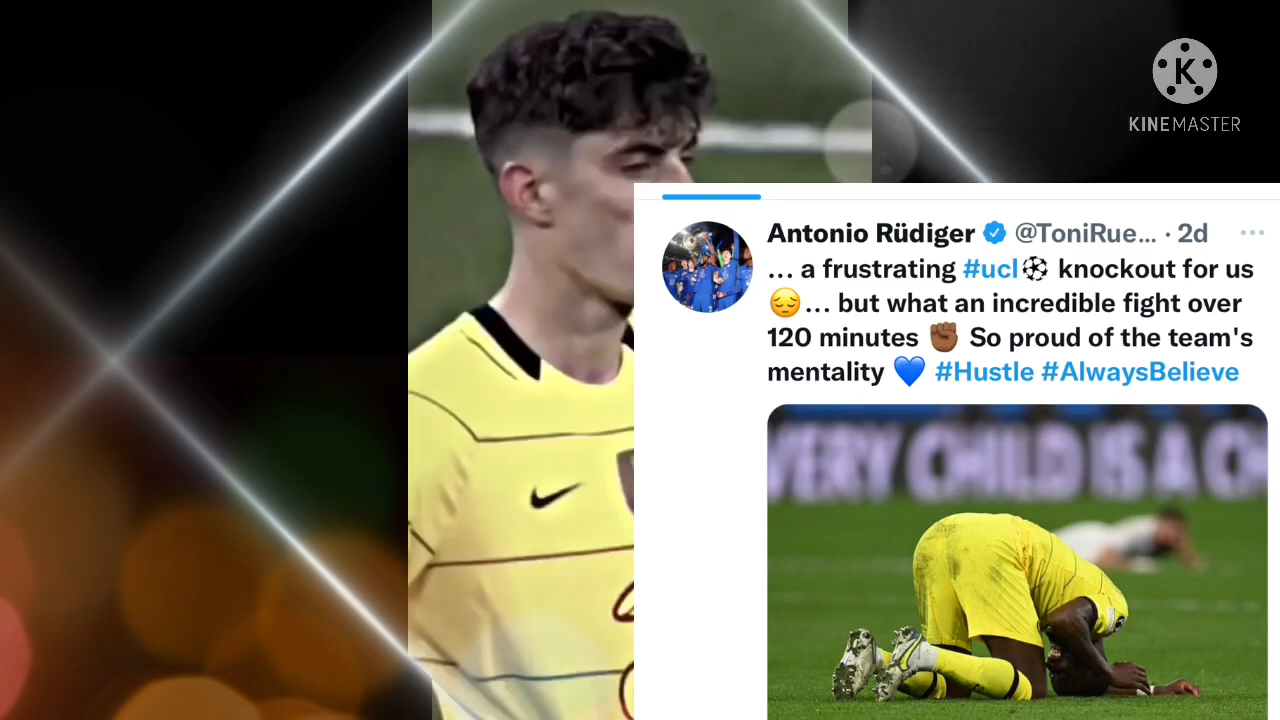 K
KINEMASTER
Antonio Rüdiger @ToniRue... · 2d
... a frustrating #ucl⚽ knockout for us
😔... but what an incredible fight over
120 minutes ✊🏾 So proud of the team's
mentality 💙 #Hustle #AlwaysBelieve
VERY CHILD IS A CH